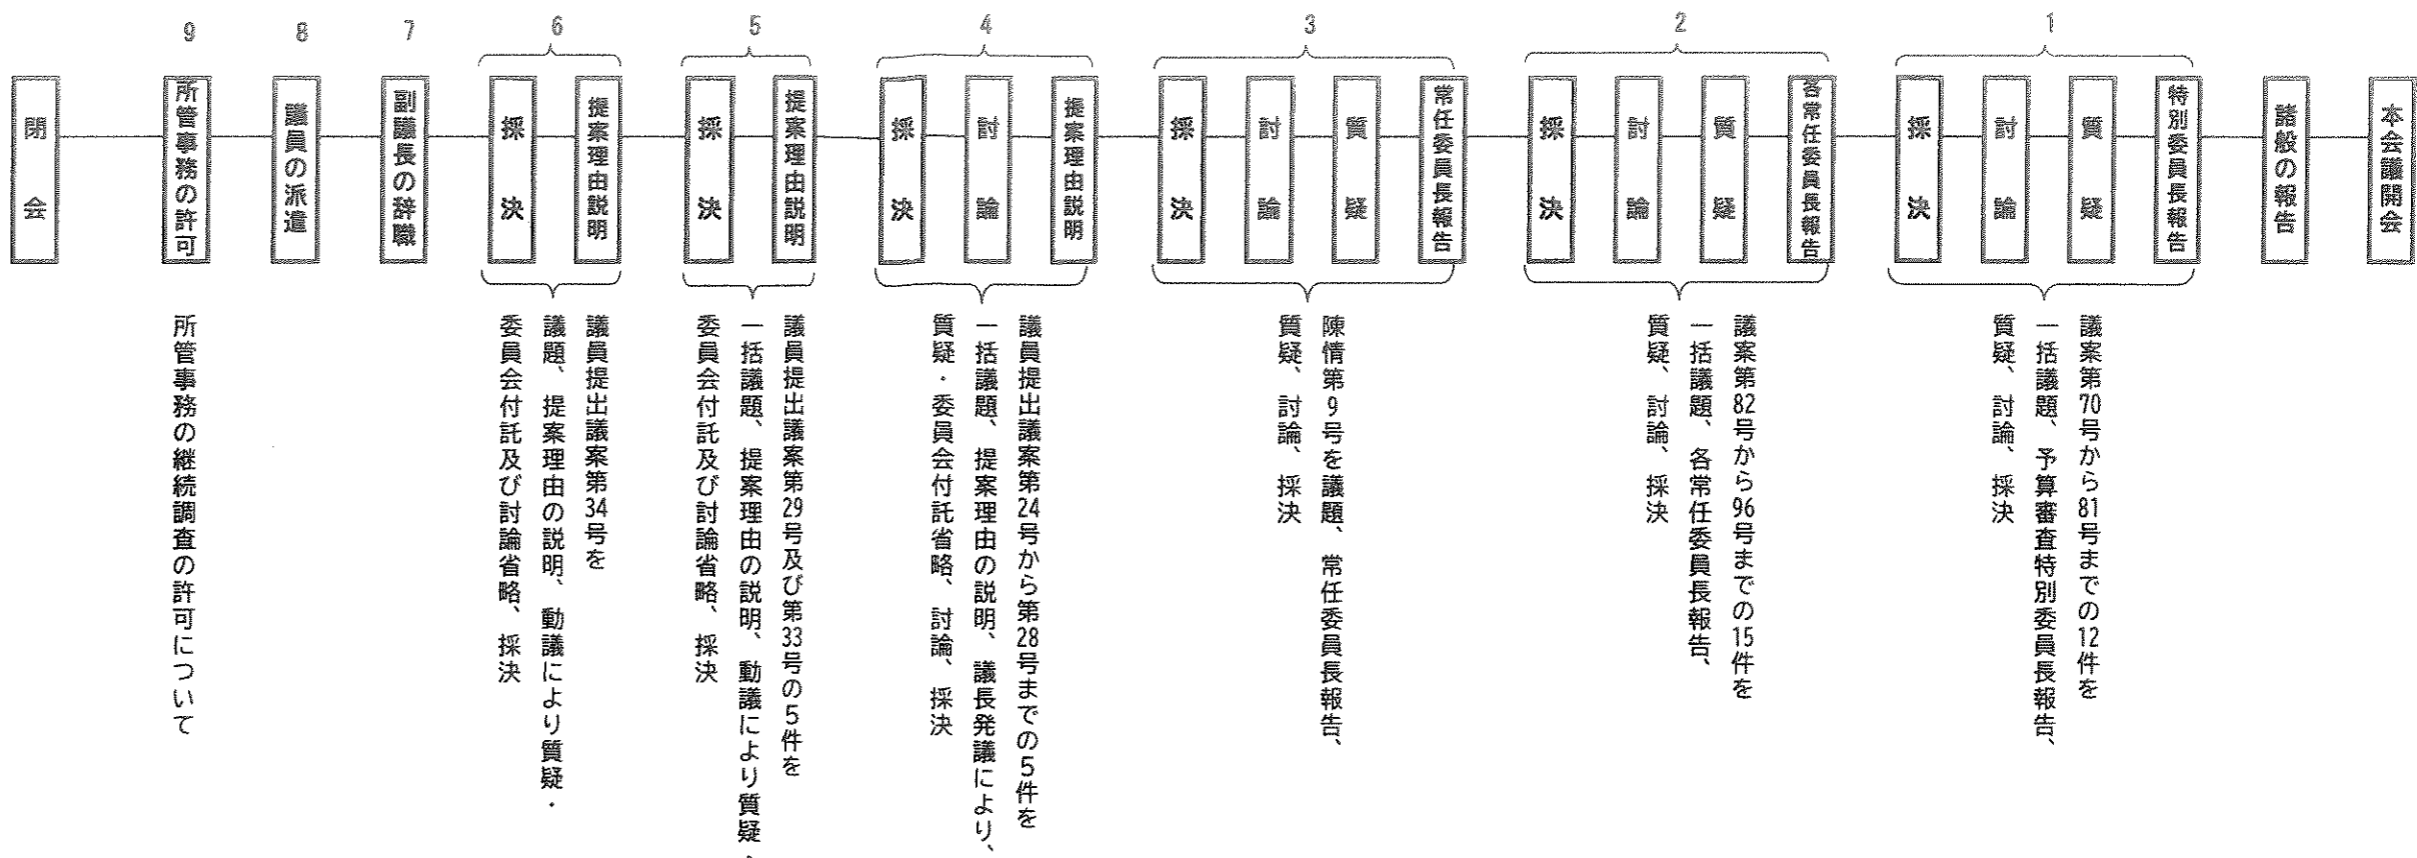 本会議開会
諸般の報告
1
特別委員長報告
質疑
討論
採決
議案第70号から81号までの12件を
一括議題、予算審査特別委員長報告、
質疑、討論、採決
2
各常任委員長報告
質疑
討論
採決
議案第82号から96号までの15件を
一括議題、各常任委員長報告、
質疑、討論、採決
3
常任委員長報告
質疑
討論
採決
陳情第9号を議題、常任委員長報告、
質疑、討論、採決
4
提案理由説明
討論
採決
議員提出議案第24号から第28号までの5件を
一括議題、提案理由の説明、議長発議により、
質疑・委員会付託省略、討論、採決
5
提案理由説明
採決
議員提出議案第29号及び第33号の5件を
一括議題、提案理由の説明、動議により質疑・
委員会付託及び討論省略、採決
6
提案理由説明
採決
議員提出議案第34号を
議題、提案理由の説明、動議により質疑・
委員会付託及び討論省略、採決
7
副議長の辞職
8
議員の派遣
9
所管事務の許可
所管事務の継続調査の許可について
閉会